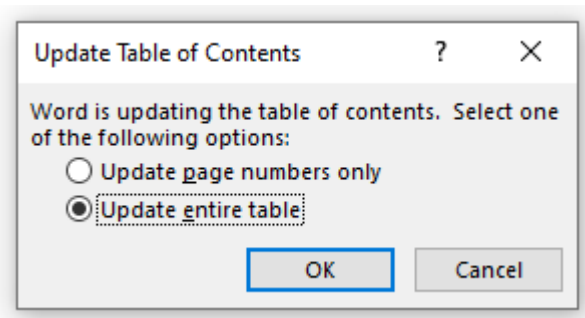 Update Table of Contents ?
Word is updating the table of contents. Select one
of the following options:
Update page numbers only
Update entire table
OK Cancel